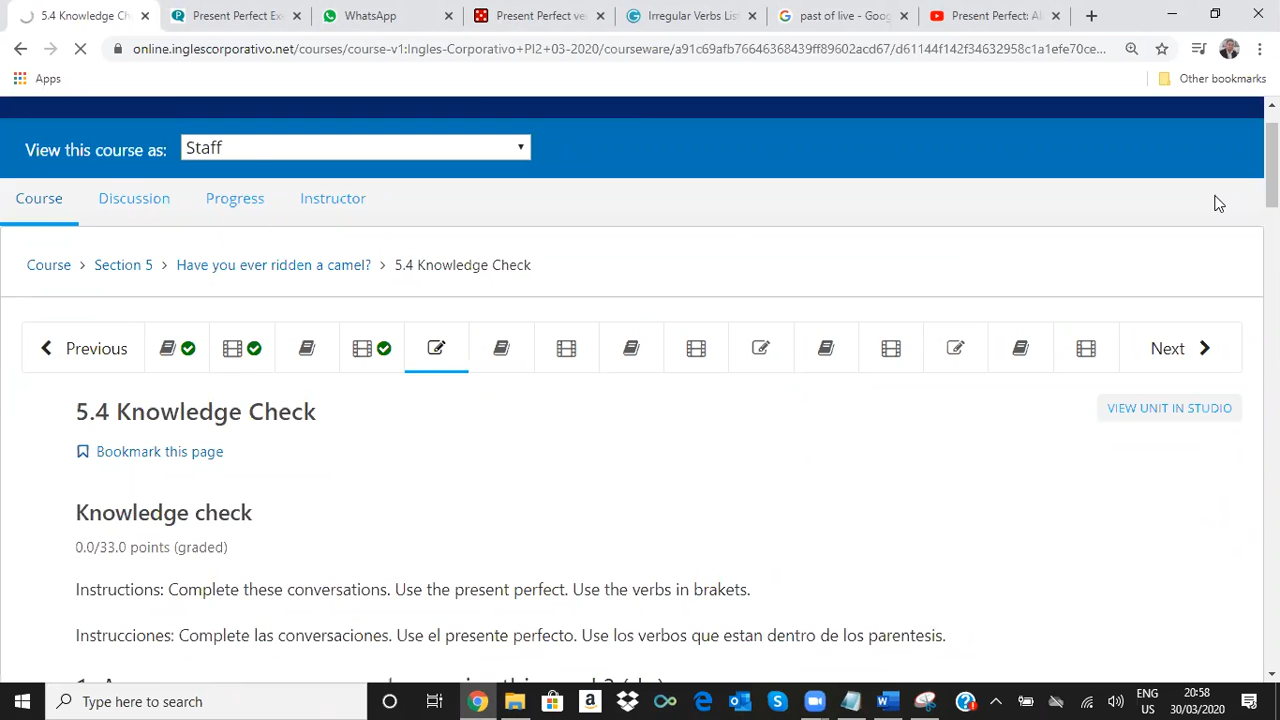 5.4 Knowledge Ch
Present Perfect Ex
WhatsApp
Present Perfect ve
Irregular Verbs Lis
past of live - Goog
Present Perfect: A
online.inglescorporativo.net/courses/course-v1:Ingles-Corporativo+PI2+03-2020/courseware/a91c69afb70b46368439ff89602acd67/d61144f142f34632958c1a1efe70ce...
Apps
Other bookmarks
View this course as:
Staff
Course
Discussion
Progress
Instructor
Course > Section 5 > Have you ever ridden a camel? > 5.4 Knowledge Check
Previous
Next
5.4 Knowledge Check
VIEW UNIT IN STUDIO
Bookmark this page
Knowledge check
0.0/33.0 points (graded)
Instructions: Complete these conversations. Use the present perfect. Use the verbs in brakets.
Instrucciones: Complete las conversaciones. Use el presente perfecto. Use los verbos que estan dentro de los parentesis.
Type here to search
ENG
US
20:58
30/03/2020